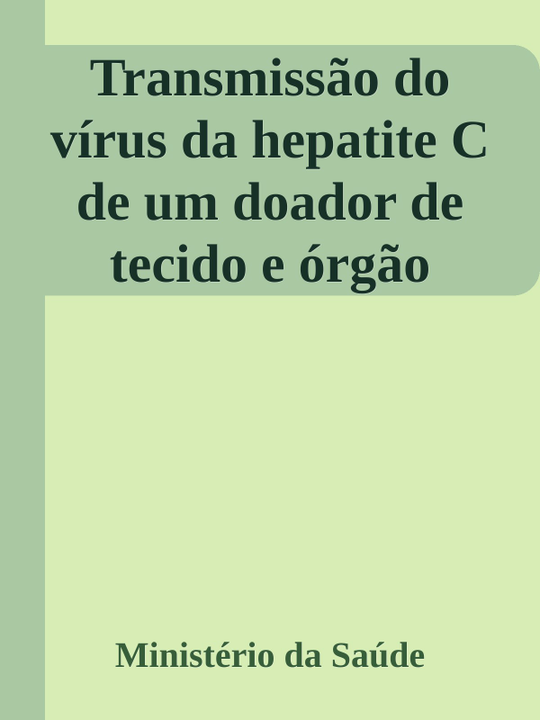 Transmissão do
vírus da hepatite C
de um doador de
tecido e órgão
Ministério da Saúde